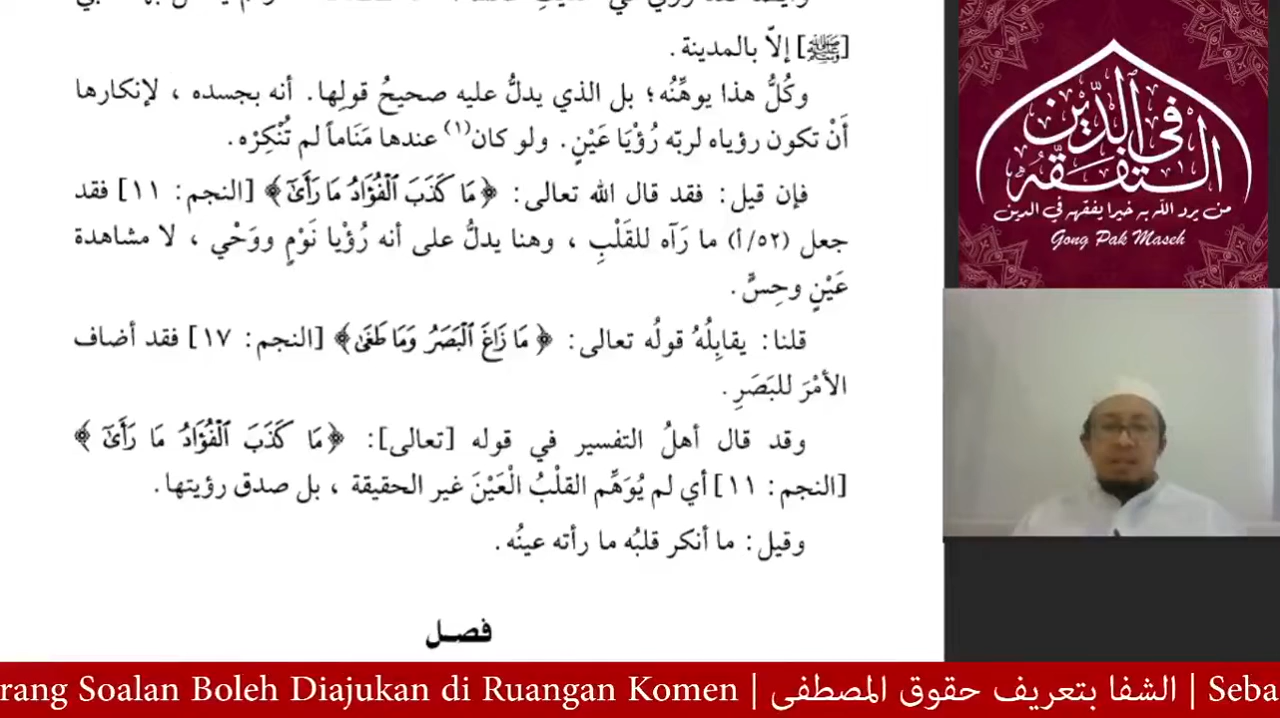 [ﷺ] إلاّ بالمدينة.
وكُلُّ هذا يوهِّنُه؛ بل الذي يدلُّ عليه صحيحُ قولِها. أنه بجسده، لإنكارها
أَنْ تكون رؤياه لربّه رُؤْيَا عَيْنٍ. ولو كان(١) عندها مَنَاماً لم تُنْكِرْه.
فإن قيل: فقد قال الله تعالى: ﴿مَا كَذَبَ ٱلْفُؤَادُ مَا رَأَىٰٓ﴾ [النجم: ١١] فقد
جعل (٥٢/أ) ما رَآه للقَلْبِ، وهنا يدلُّ على أنه رُؤْيا نَوْمٍ ووَحْي، لا مشاهدة
عَيْنٍ وحِسٍّ.
قلنا: يقابِلُهُ قولُه تعالى: ﴿مَا زَاغَ ٱلْبَصَرُ وَمَا طَغَىٰ﴾ [النجم: ١٧] فقد أضاف
الأمْرَ للبَصَرِ.
وقد قال أهلُ التفسير في قوله [تعالى]: ﴿مَا كَذَبَ ٱلْفُؤَادُ مَا رَأَىٰٓ﴾
[النجم: ١١] أي لم يُوَهِّم القلْبُ الْعَيْنَ غير الحقيقة، بل صدق رؤيتها.
وقيل: ما أنكر قلبُه ما رأته عينُه.
فصل
التفقه في الدين
من يرد الله به خيرا يفقهه في الدين
Gong Pak Maseh
rang Soalan Boleh Diajukan di Ruangan Komen | الشفا بتعريف حقوق المصطفى | Seba